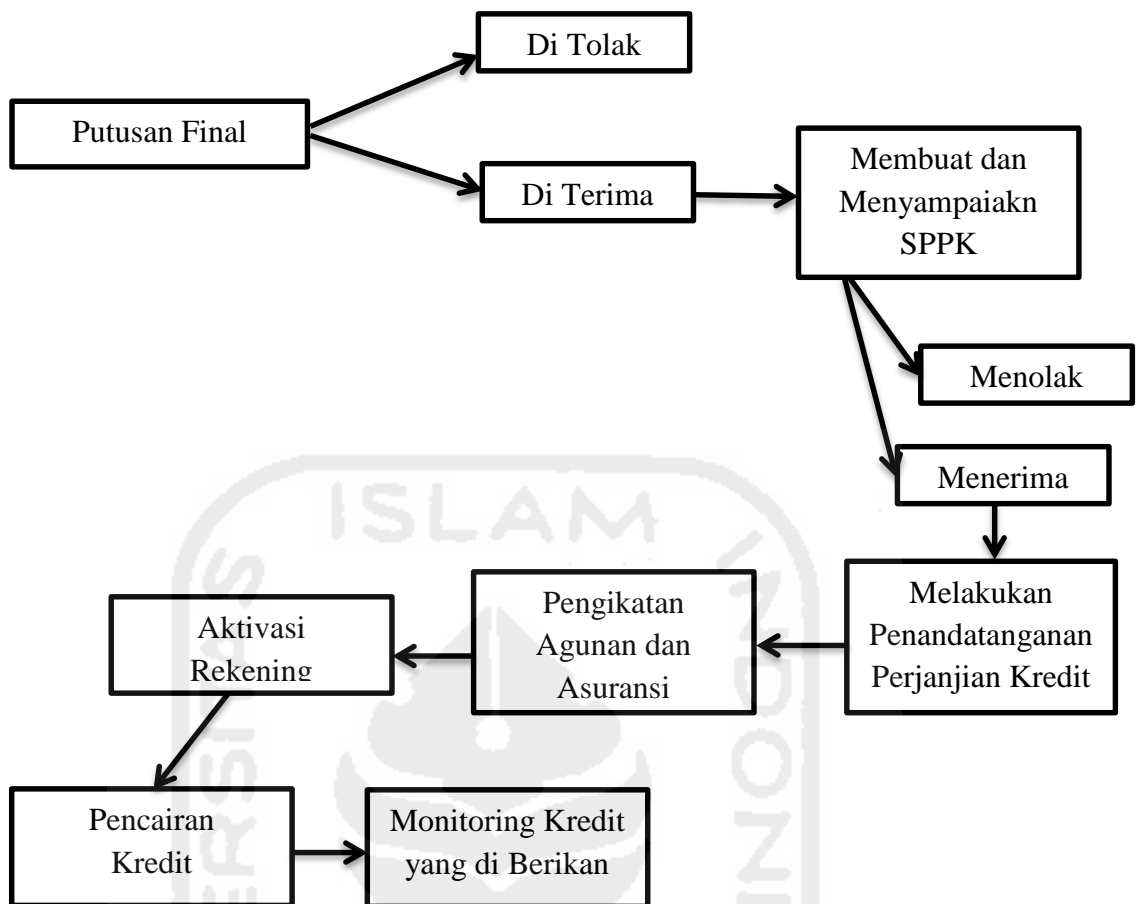 Di Tolak
Putusan Final
Di Terima
Membuat dan
Menyampaiakn
SPPK
Menolak
Menerima
Melakukan
Penandatanganan
Perjanjian Kredit
Pengikatan
Agunan dan
Asuransi
Aktivasi
Rekening
Pencairan
Kredit
Monitoring Kredit
yang di Berikan
ISLAM